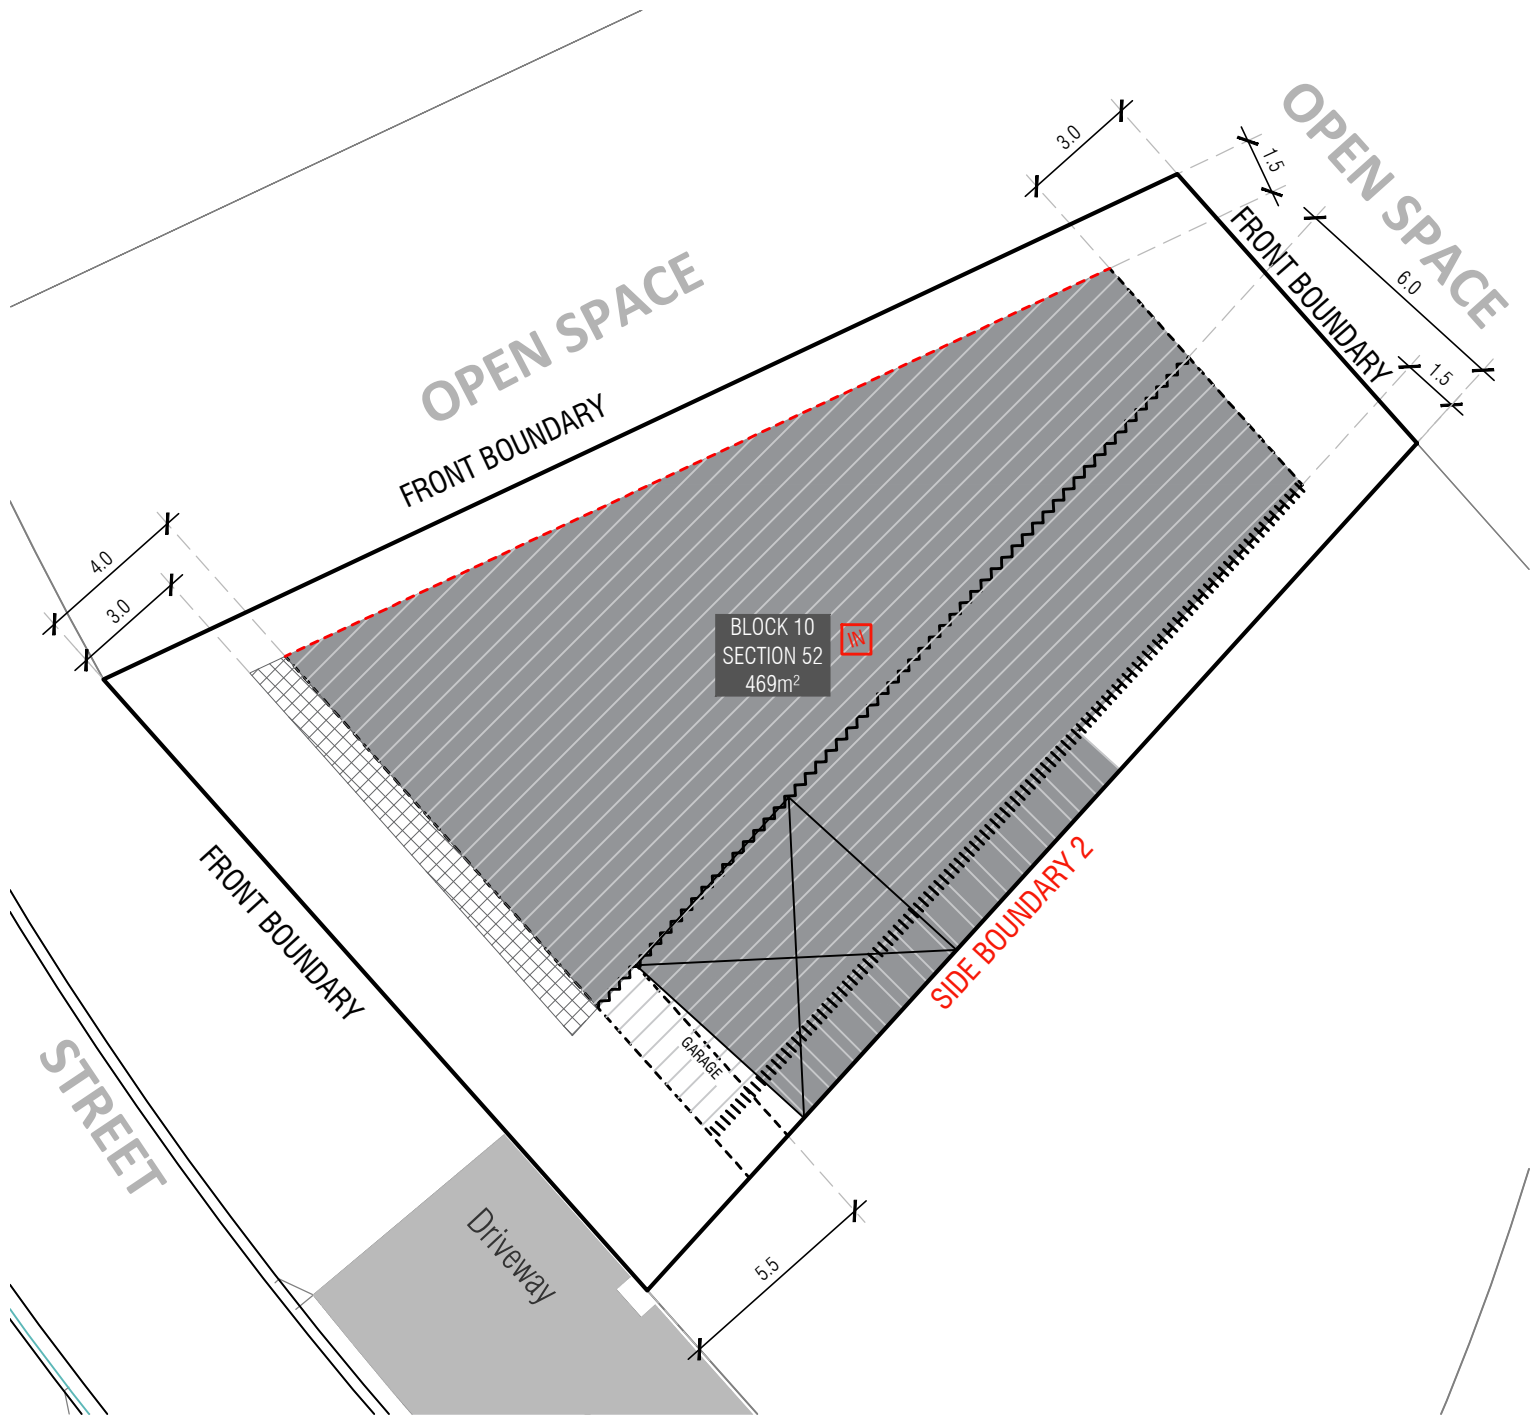 OPEN SPACE
3.0
1.5
FRONT BOUNDARY
6.0
1.5
OPEN SPACE
FRONT BOUNDARY
4.0
3.0
BLOCK 10
SECTION 52
469m²
IN
FRONT BOUNDARY
SIDE BOUNDARY 2
GARAGE
STREET
Driveway
5.5